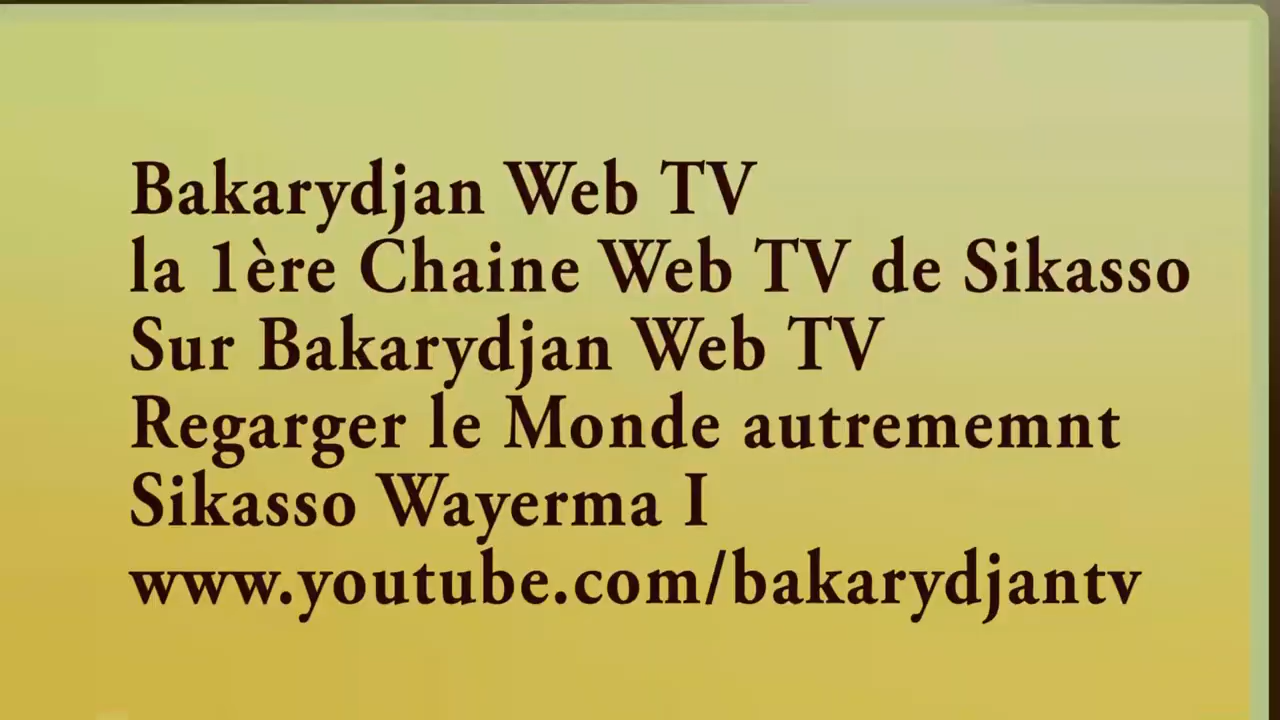 Bakarydjan Web TV
la 1ère Chaine Web TV de Sikasso
Sur Bakarydjan Web TV
Regarger le Monde autrememnt
Sikasso Wayerma I
www.youtube.com/bakarydjantv